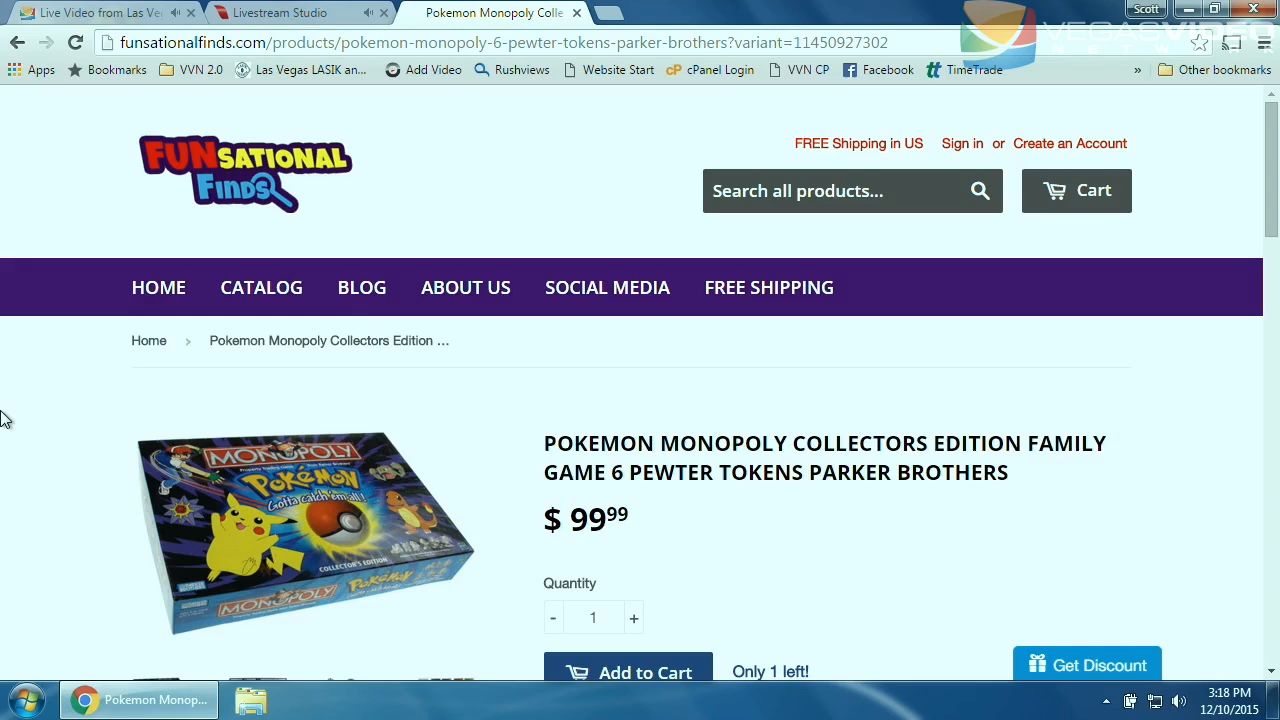 Live Video from Las Ve
Livestream Studio
Pokemon Monopoly Colle
Scott
funsationalfinds.com/
/pokemon-monopoly-6-pewter-tokens-parker-brothers?variant=11450927302
VEGASVIDEO
NETWORK
Apps
Bookmarks
VVN 2.0
Las Vegas LASIK an...
Add Video
Rushviews
Website Start
cPanel Login
VVN CP
Facebook
TimeTrade
»
Other bookmarks
FUNSATIONAL
FINDS
FREE Shipping in US
Sign in or Create an Account
Search all products...
Cart
HOME
CATALOG
BLOG
ABOUT US
SOCIAL MEDIA
FREE SHIPPING
Home › Pokemon Monopoly Collectors Edition ...
MONOPOLY
Pokémon
Gotta catch 'em all!
COLLECTOR'S EDITION
MONOPOLY
Pokémon
POKEMON MONOPOLY COLLECTORS EDITION FAMILY
GAME 6 PEWTER TOKENS PARKER BROTHERS
$ 99 99
Quantity
- 1 +
Add to Cart
Only 1 left!
Get Discount
Pokemon Monop...
3:18 PM
12/10/2015